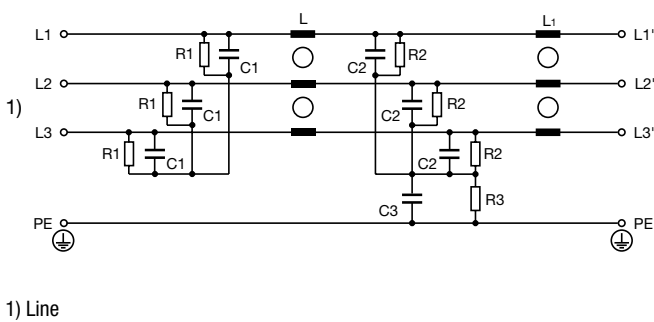 L L1
L1 R1 C1 C2 R2 L1'
L2 R1 C1 C2 R2 L2'
1)
L3 R1 C1 C2 R2 L3'
C3 R3
PE PE
1) Line